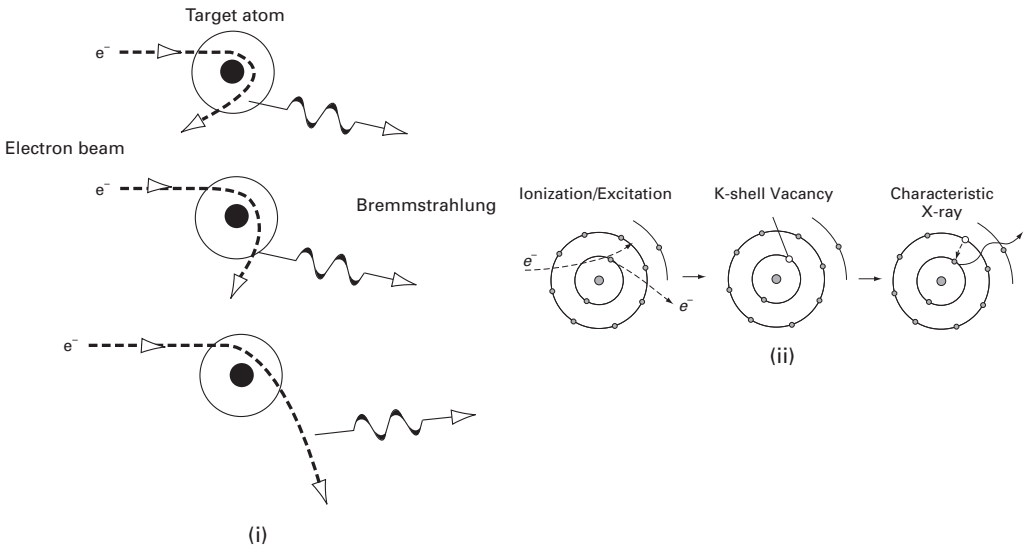 Target atom
e⁻
Electron beam
e⁻
Bremmstrahlung
e⁻
(i)
Ionization/Excitation
K-shell Vacancy
Characteristic
X-ray
e⁻
e⁻
(ii)